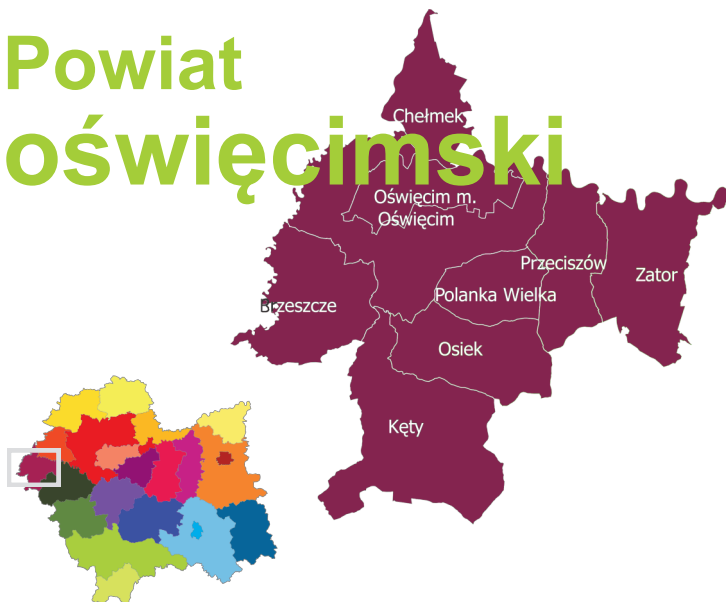 Powiat
oświęcimski
Chełmek
Oświęcim m.
Oświęcim
Przeciszów
Zator
Polanka Wielka
Brzeszcze
Osiek
Kęty